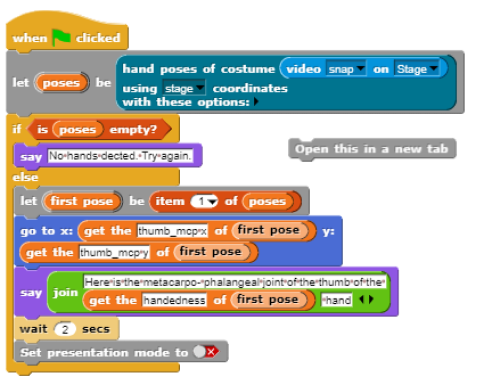 when clicked
let poses be
hand poses of costume video snap on Stage
using stage coordinates
with these options:
if is poses empty?
say No hands dected. Try again.
Open this in a new tab
else
let first pose be item 1 of poses
go to x: get the thumb_mcp x of first pose y:
get the thumb_mcp y of first pose
say join Here is the metacarpo- phalangeal joint of the thumb of the
get the handedness of first pose hand
wait 2 secs
Set presentation mode to